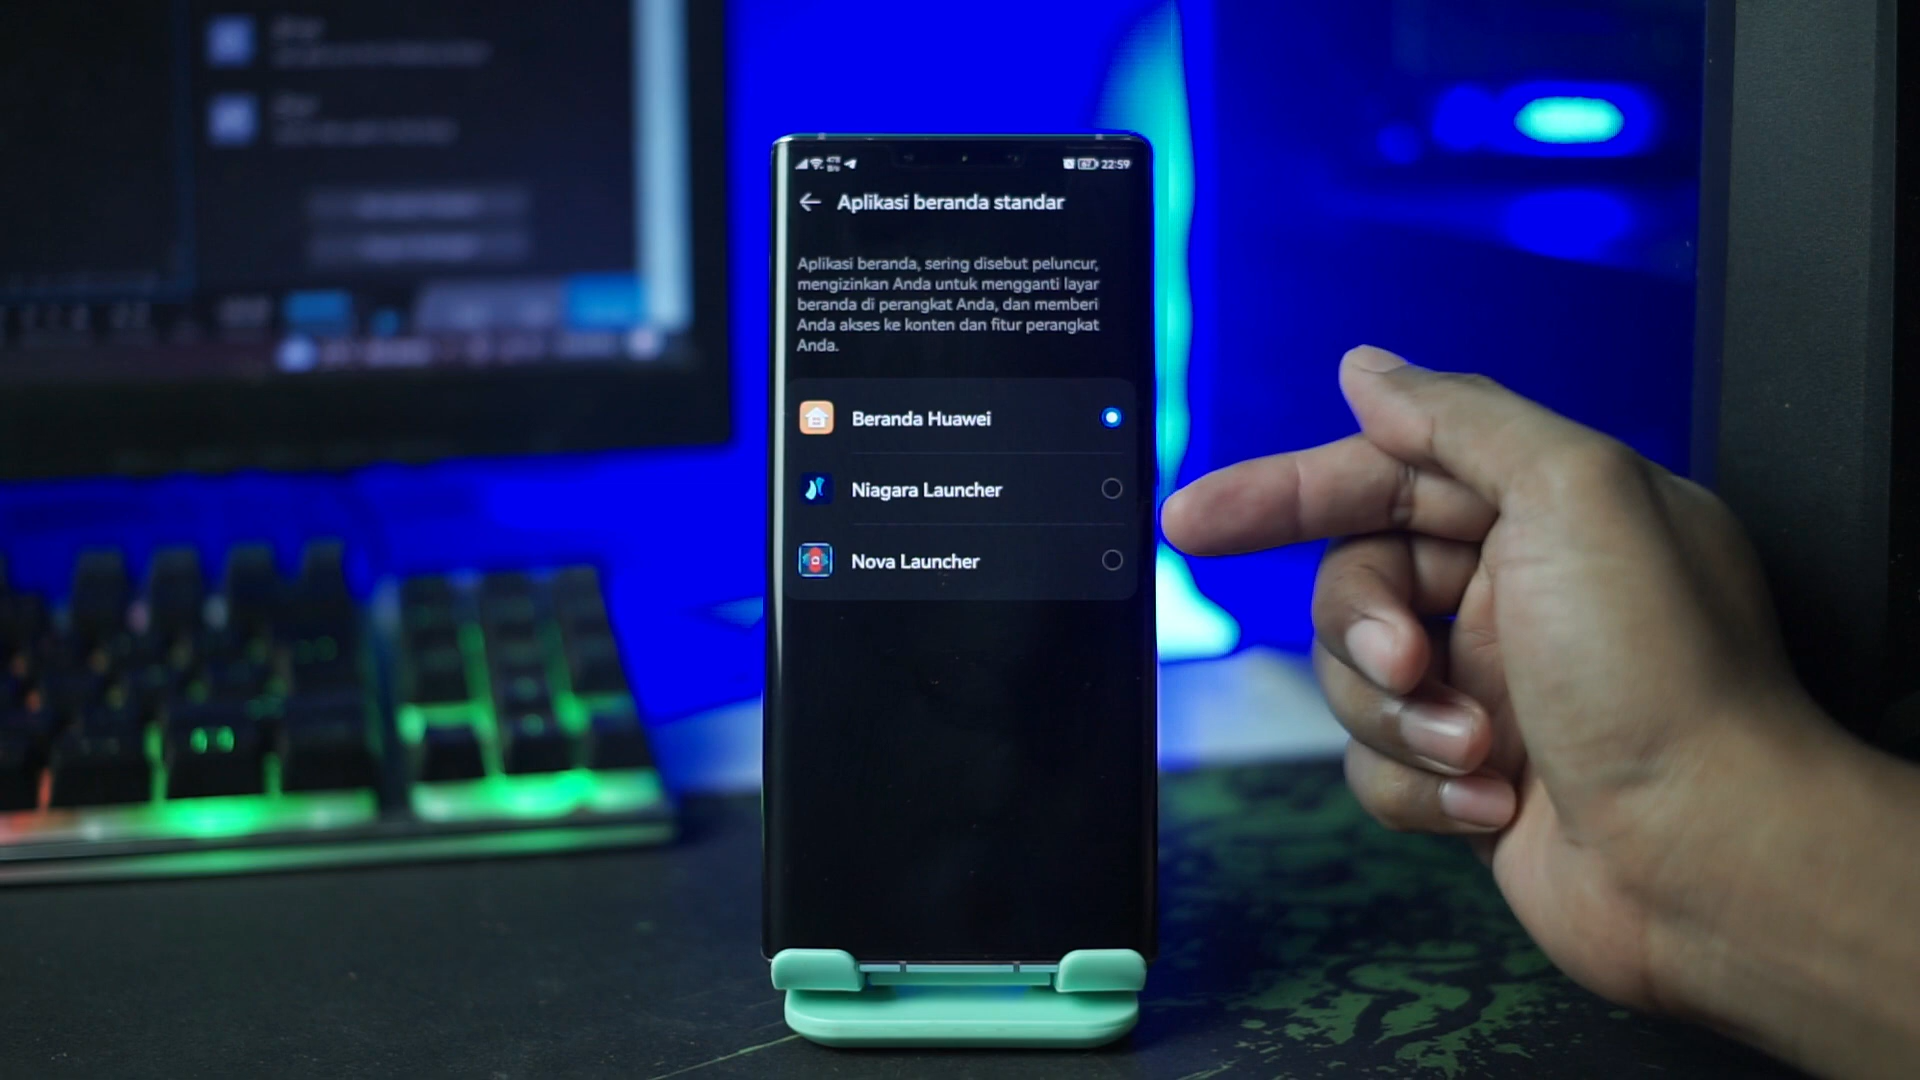 22:59
Aplikasi beranda standar
Aplikasi beranda, sering disebut peluncur,
mengizinkan Anda untuk mengganti layar
beranda di perangkat Anda, dan memberi
Anda akses ke konten dan fitur perangkat
Anda.
Beranda Huawei
Niagara Launcher
Nova Launcher